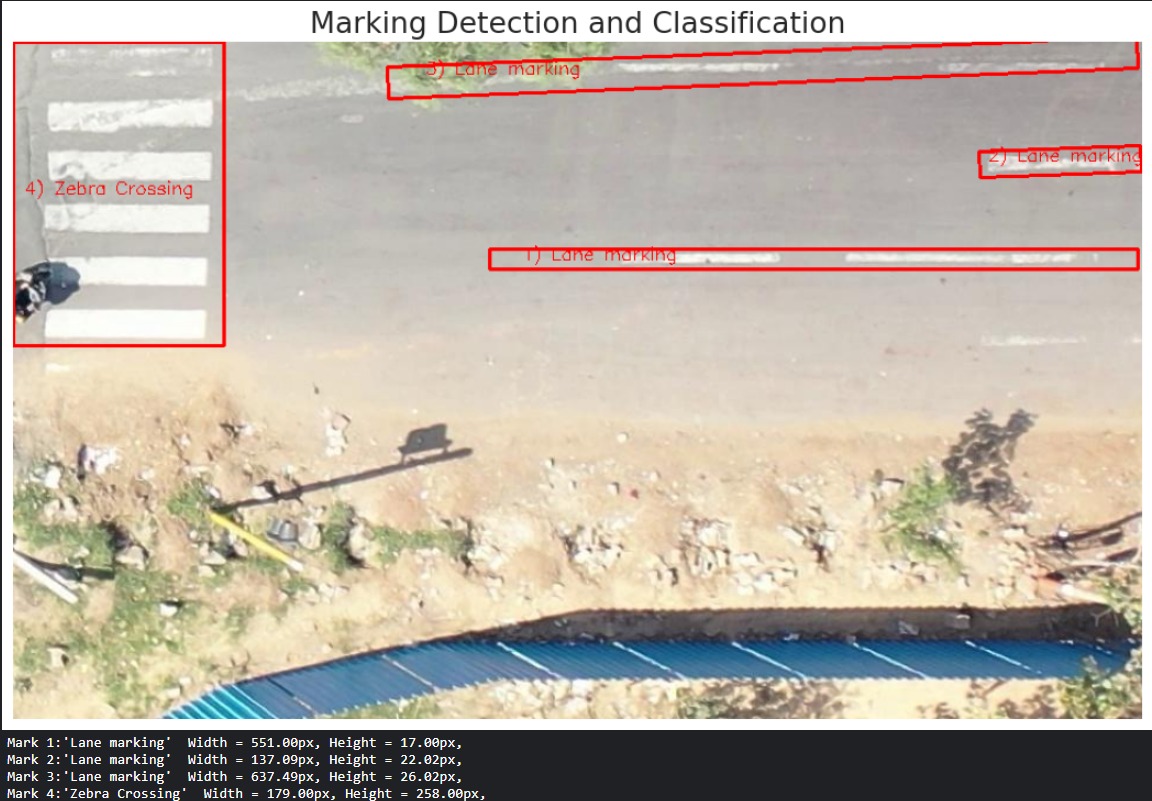 Marking Detection and Classification
3) Lane marking
2) Lane marking
4) Zebra Crossing
1) Lane marking
Mark 1:'Lane marking'  Width = 551.00px, Height = 17.00px,
Mark 2:'Lane marking'  Width = 137.09px, Height = 22.02px,
Mark 3:'Lane marking'  Width = 637.49px, Height = 26.02px,
Mark 4:'Zebra Crossing'  Width = 179.00px, Height = 258.00px,